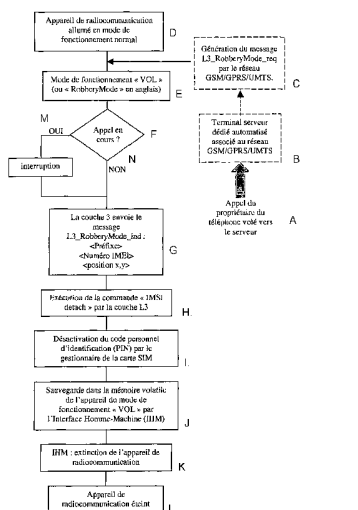 Appareil de radiocommunication
allumé en mode de
fonctionnement normal
D
Génération du message
L3_RobberyMode_req
par le réseau
GSM/GPRS/UMTS.
C
Mode de fonctionnement « VOL »
(ou « RobboryMode » en anglais)
E
M
OUI
Appel en
cours ?
F
N
NON
interruption
Terminal serveur
dédié automatisé
associé au réseau
GSM/GPRS/UMTS
B
Appel du
propriétaire du
téléphone volé vers
le serveur
A
La couche 3 envoie le
message
L3_RobberyMode_ind :
<Préfixe>
<Numéro IMEI>
<position x,y>
G
Exécution de la commande « IMSI
detach » par la couche L3
H.
Désactivation du code personnel
d'identification (PIN) par le
gestionnaire de la carte SIM
I.
Sauvegarde dans la mémoire volatile
de l'appareil du mode de
fonctionnement « VOL » par
l'Interface Homme-Machine (IHM)
J
IHM : extinction de l'appareil de
radiocommunication
K
Appareil de
radiocommunication éteint
L